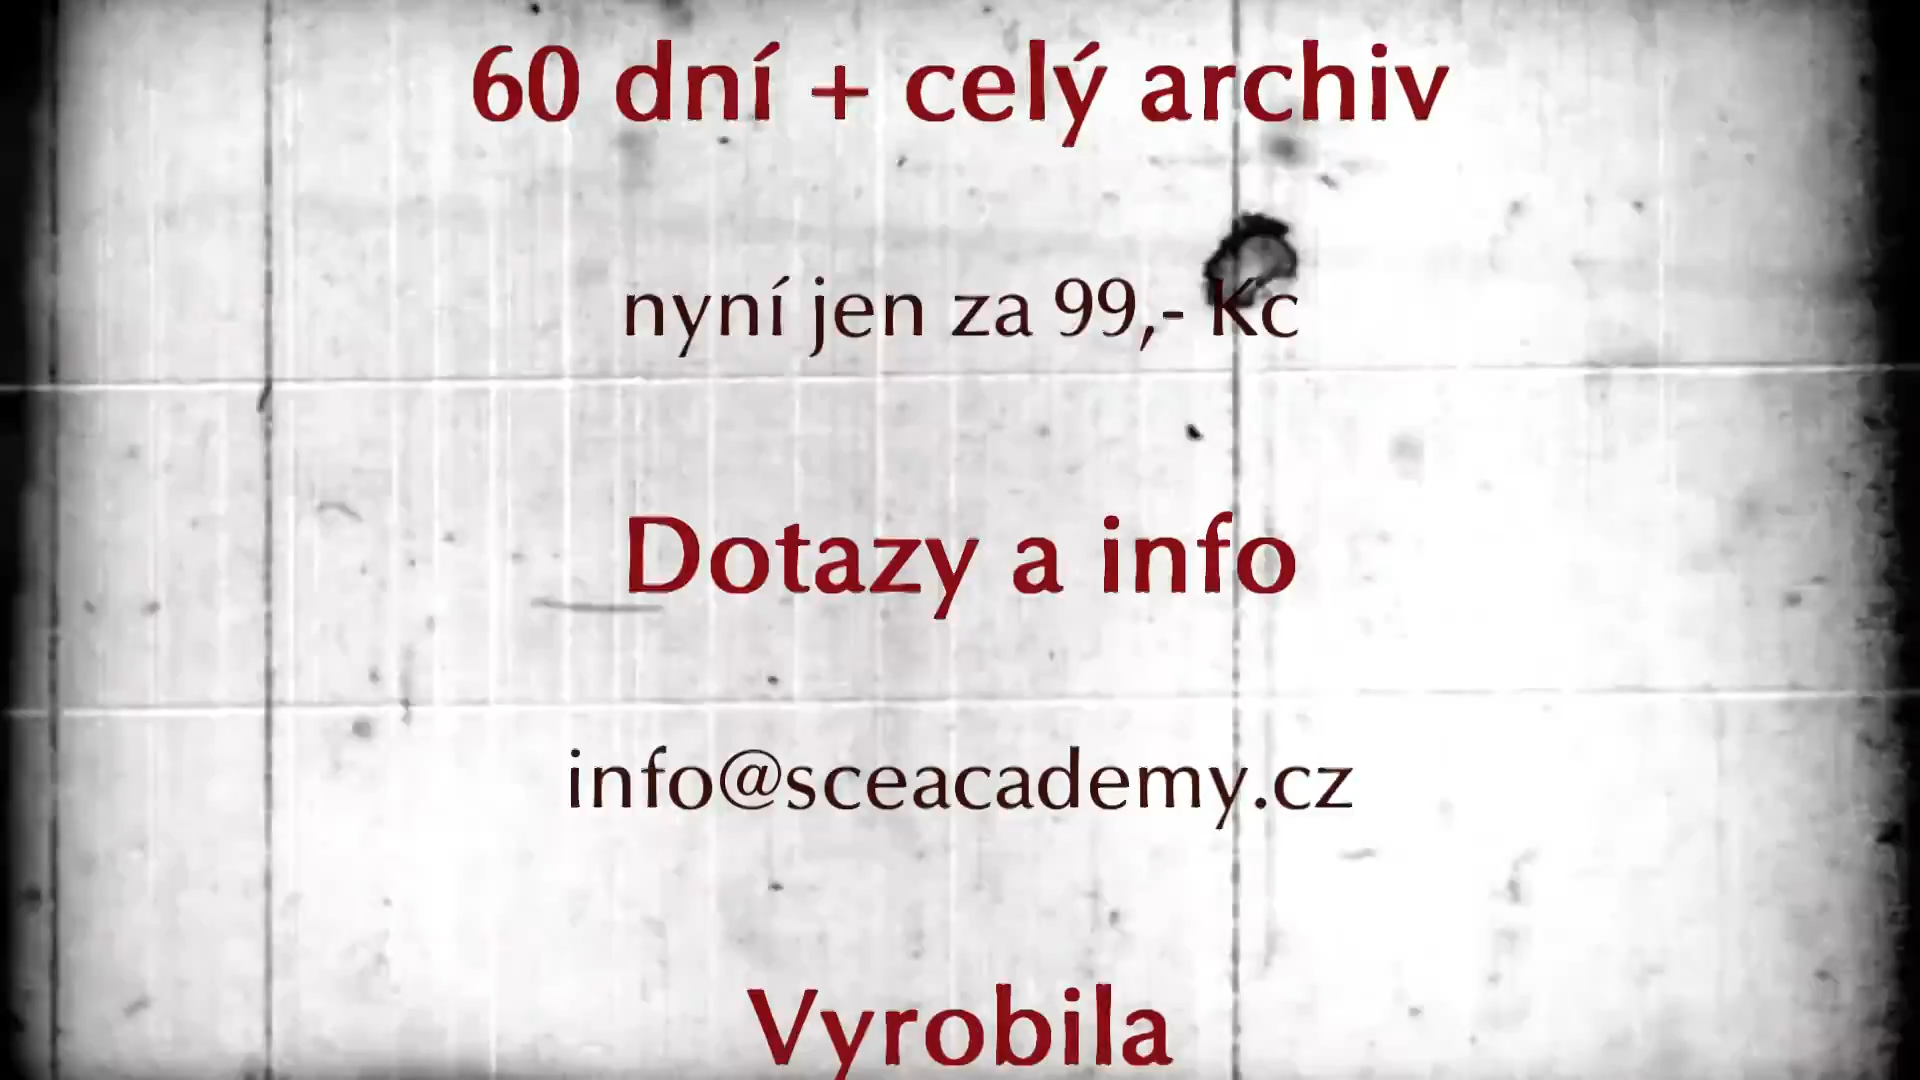 60 dní + celý archiv
nyní jen za 99,- Kc
Dotazy a info
info@sceacademy.cz
Vyrobila